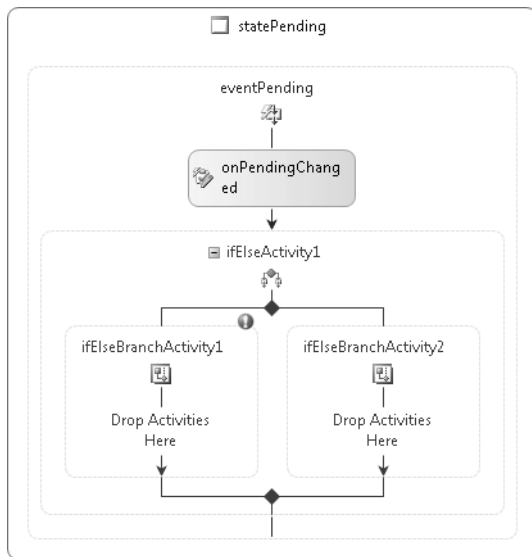 statePending
eventPending
onPendingChang
ed
ifElseActivity1
ifElseBranchActivity1
ifElseBranchActivity2
Drop Activities
Here
Drop Activities
Here